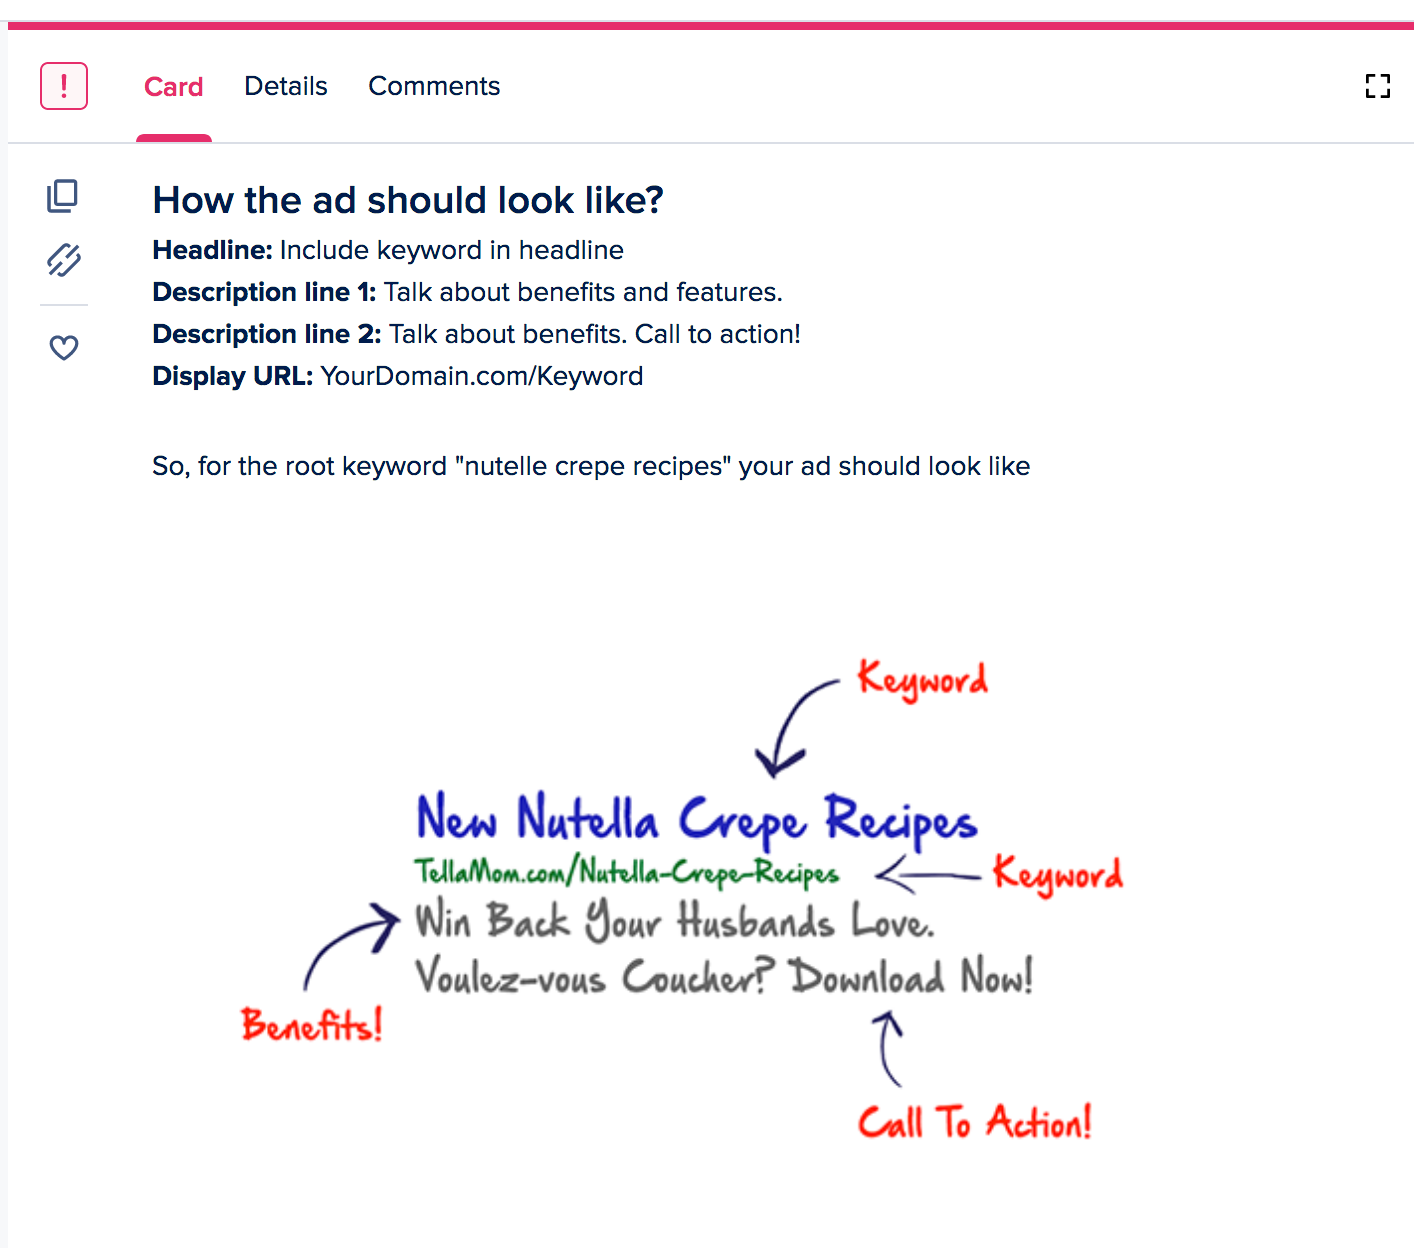 !
Card Details Comments
How the ad should look like?
Headline: Include keyword in headline
Description line 1: Talk about benefits and features.
Description line 2: Talk about benefits. Call to action!
Display URL: YourDomain.com/Keyword
So, for the root keyword "nutelle crepe recipes" your ad should look like
Keyword
New Nutella Crepe Recipes
TellaMom.com/Nutella-Crepe-Recipes
Keyword
Win Back Your Husbands Love.
Voulez-vous Coucher? Download Now!
Benefits!
Call To Action!